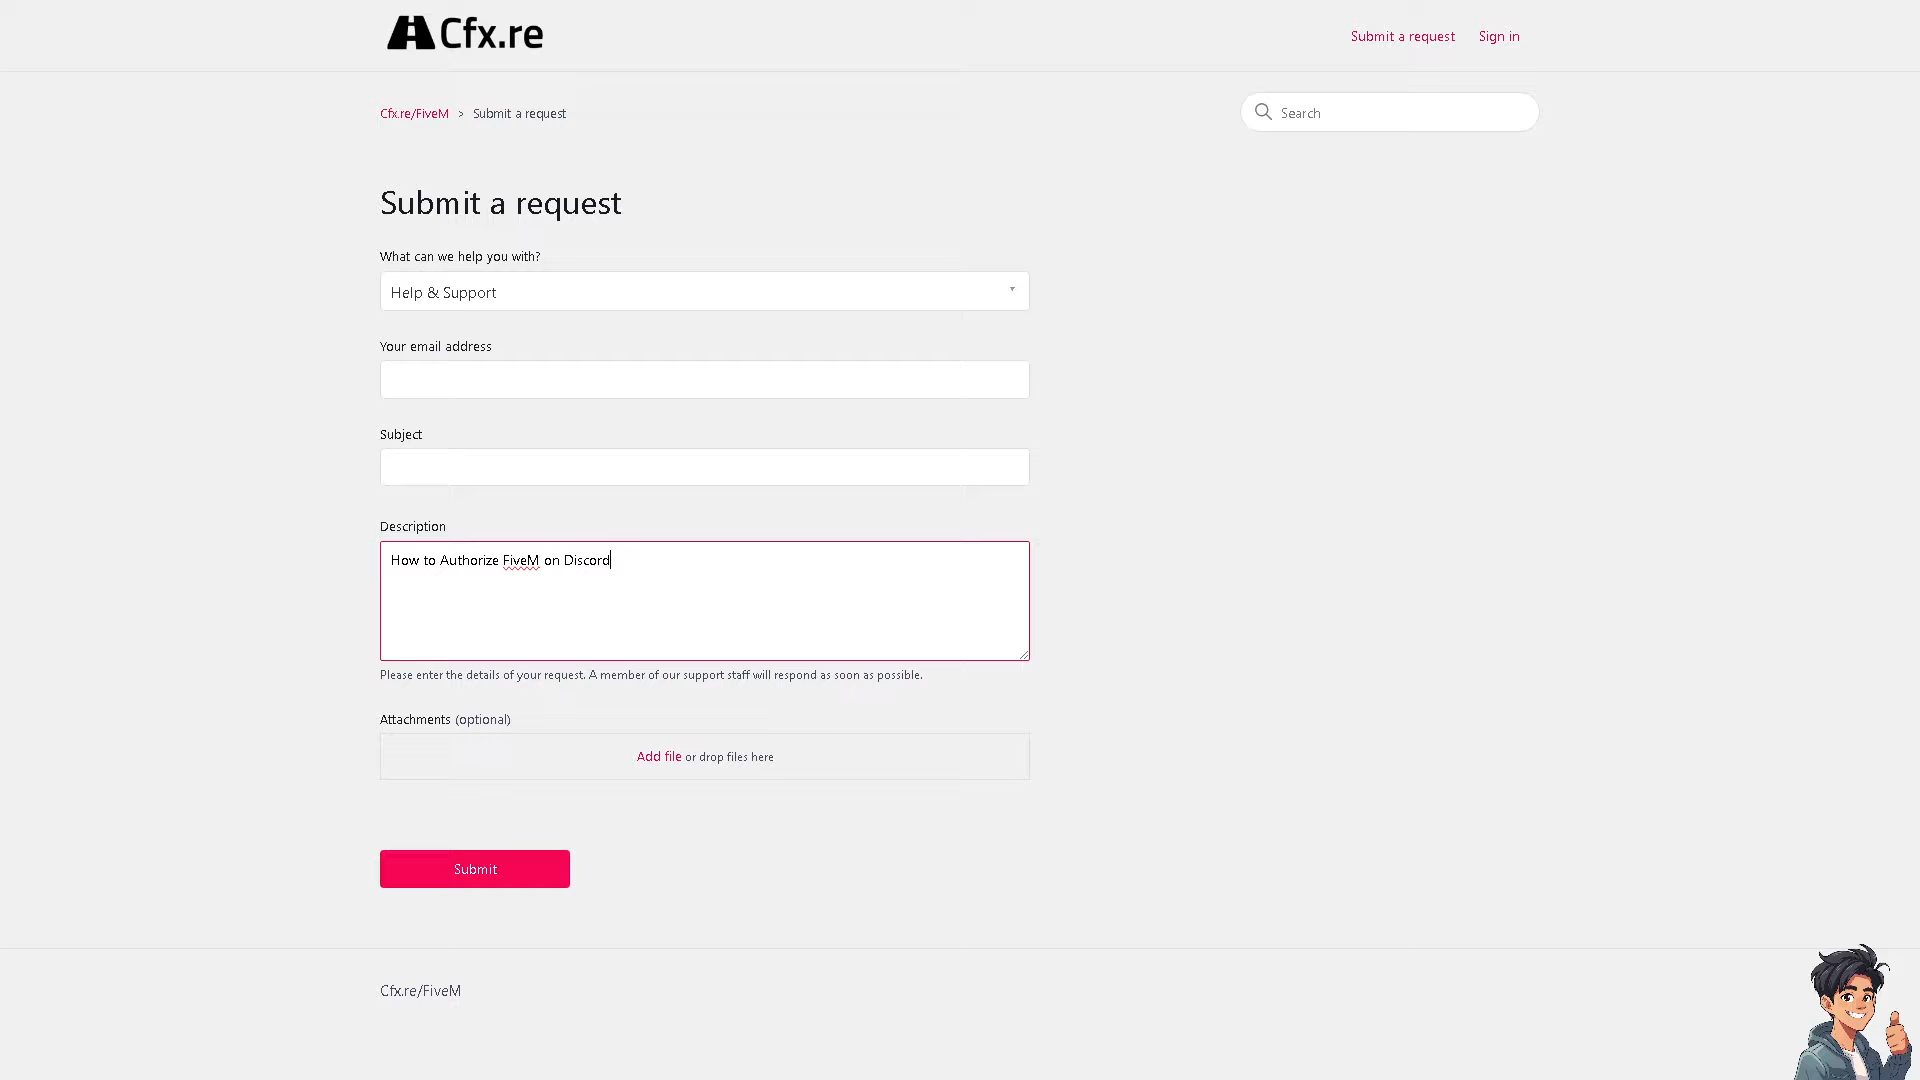 Cfx.re
Submit a request
Sign in
Cfx.re/FiveM > Submit a request
Search
Submit a request
What can we help you with?
Help & Support
Your email address
Subject
Description
How to Authorize FiveM on Discord
Please enter the details of your request. A member of our support staff will respond as soon as possible.
Attachments (optional)
Add file or drop files here
Submit
Cfx.re/FiveM